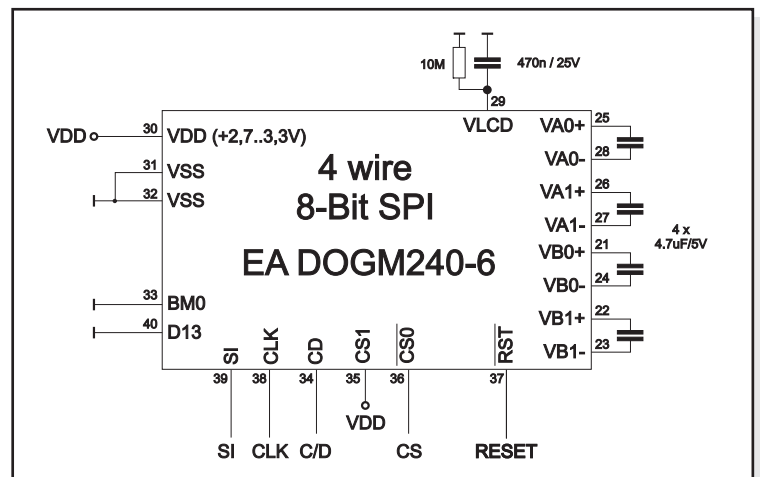 10M
470n / 25V
29
VLCD
VDD
30
VDD (+2,7..3,3V)
31
VSS
32
VSS
4 wire
8-Bit SPI
EA DOGM240-6
VA0+
25
VA0-
28
VA1+
26
VA1-
27
VB0+
21
VB0-
24
VB1+
22
VB1-
23
4 x
4.7uF/5V
33
BM0
40
D13
SI
CLK
CD
CS1
CS0
RST
39
38
34
35
36
37
VDD
SI
CLK
C/D
CS
RESET